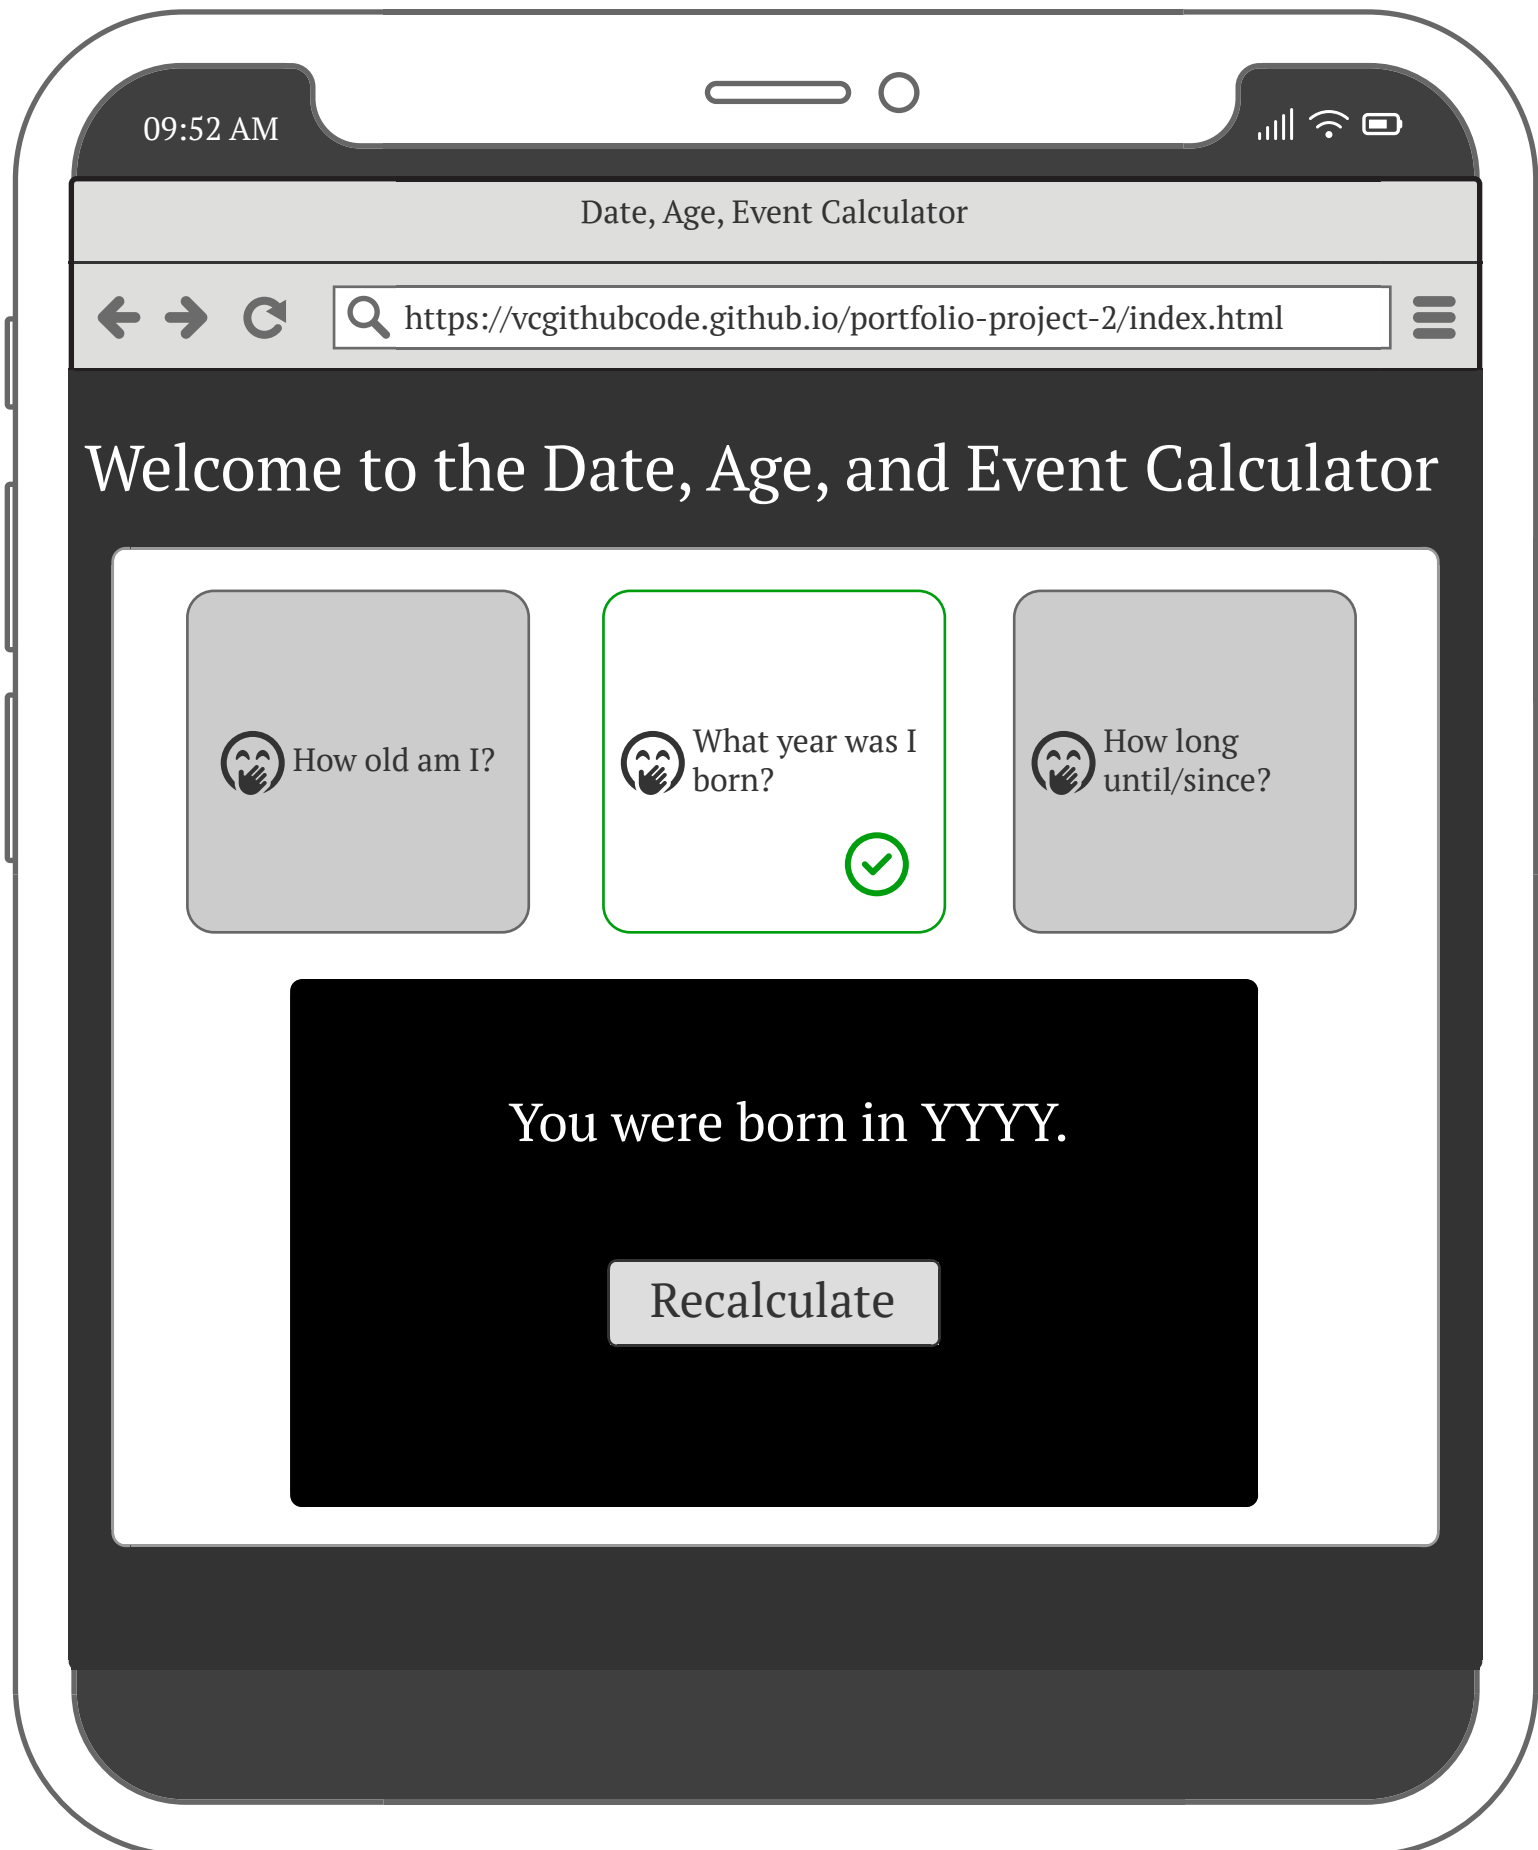 09:52 AM
Date, Age, Event Calculator
https://vcgithubcode.github.io/portfolio-project-2/index.html
Welcome to the Date, Age, and Event Calculator
How old am I?
What year was I
born?
How long
until/since?
You were born in YYYY.
Recalculate